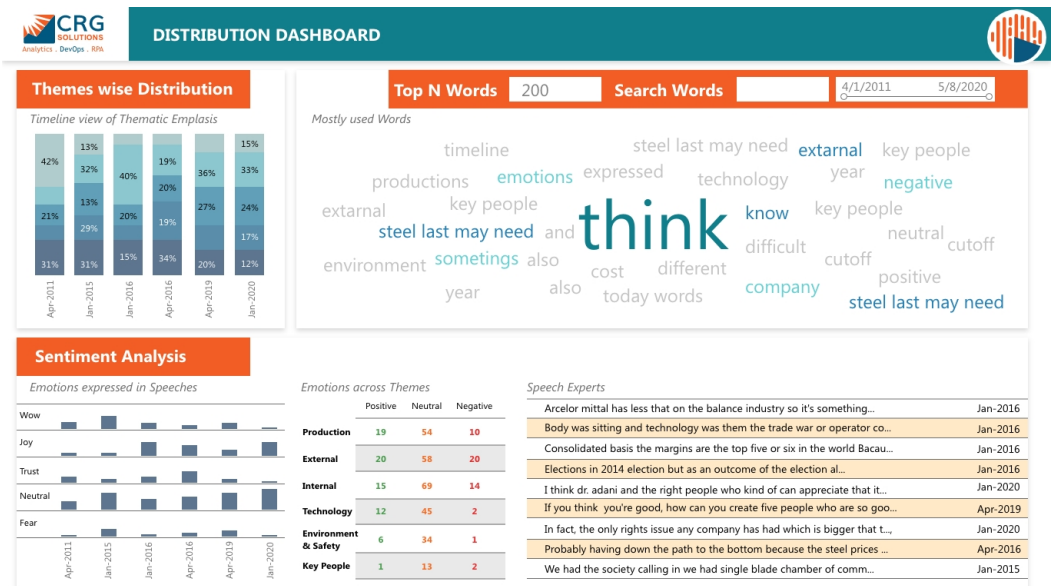 CRG
SOLUTIONS
Analytics . DevOps . RPA
DISTRIBUTION DASHBOARD
Themes wise Distribution
Timeline view of Thematic Emplasis
42%
21%
31%
13%
32%
13%
29%
31%
40%
20%
15%
19%
20%
19%
34%
36%
27%
20%
15%
33%
24%
17%
12%
Apr-2011
Jan-2015
Jan-2016
Apr-2016
Apr-2019
Jan-2020
Top N Words 200 Search Words 4/1/2011 5/8/2020
Mostly used Words
timeline steel last may need extarnal key people
productions emotions expressed technology year negative
extarnal key people think know key people
steel last may need and difficult neutral cutoff
environment sometings also cost different cutoff positive
year also today words company steel last may need
Sentiment Analysis
Emotions expressed in Speeches
Wow
Joy
Trust
Neutral
Fear
Apr-2011
Jan-2015
Jan-2016
Apr-2016
Apr-2019
Jan-2020
Emotions across Themes
Positive Neutral Negative
Production 19 54 10
External 20 58 20
Internal 15 69 14
Technology 12 45 2
Environment
& Safety 6 34 1
Key People 1 13 2
Speech Experts
Arcelor mittal has less that on the balance industry so it's something... Jan-2016
Body was sitting and technology was them the trade war or operator co... Jan-2016
Consolidated basis the margins are the top five or six in the world Bacau... Jan-2016
Elections in 2014 election but as an outcome of the election al... Jan-2016
I think dr. adani and the right people who kind of can appreciate that it... Jan-2020
If you think you're good, how can you create five people who are so goo... Apr-2019
In fact, the only rights issue any company has had which is bigger that t..., Jan-2020
Probably having down the path to the bottom because the steel prices ... Apr-2016
We had the society calling in we had single blade chamber of comm... Jan-2015